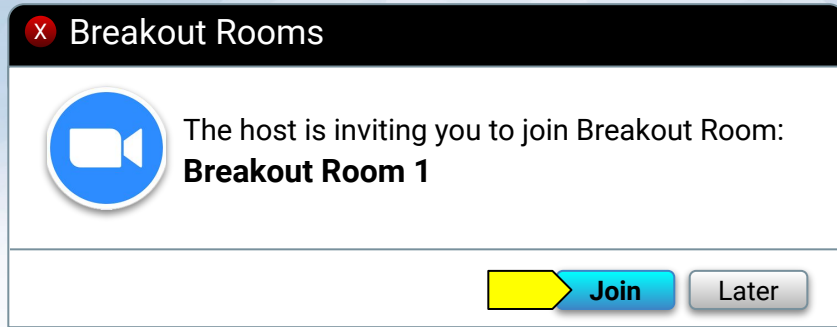 X Breakout Rooms
The host is inviting you to join Breakout Room:
Breakout Room 1
Join Later